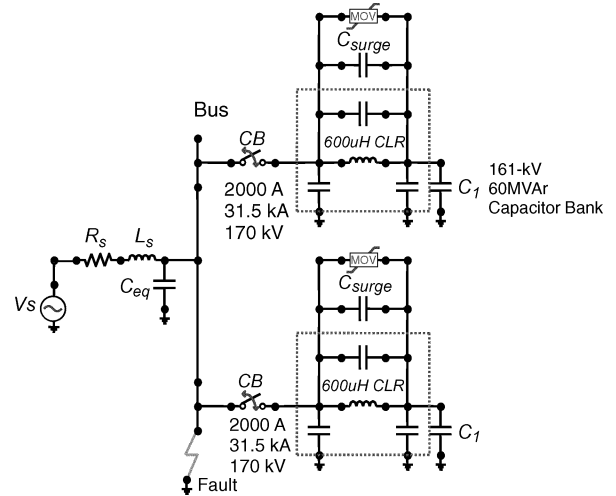 MOV
Csurge
Bus
CB
600uH CLR
2000 A
31.5 kA
170 kV
C1
161-kV
60MVAr
Capacitor Bank
Rs
Ls
Ceq
Vs
MOV
Csurge
CB
600uH CLR
2000 A
31.5 kA
170 kV
C1
Fault